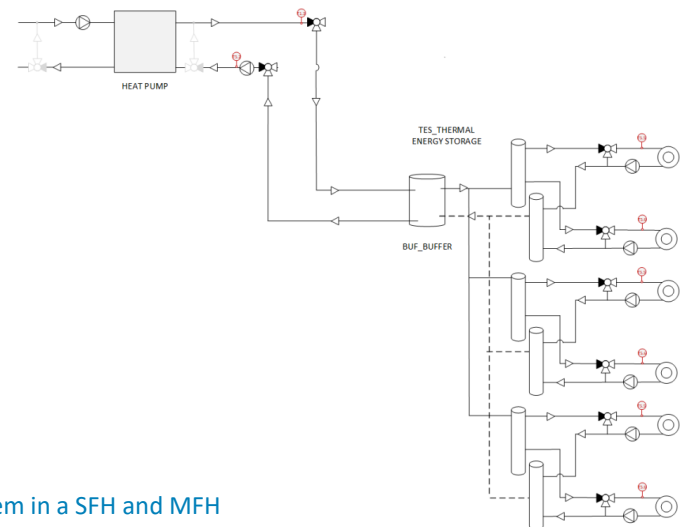 HEAT PUMP
TES_THERMAL
ENERGY STORAGE
BUF_BUFFER
em in a SFH and MFH